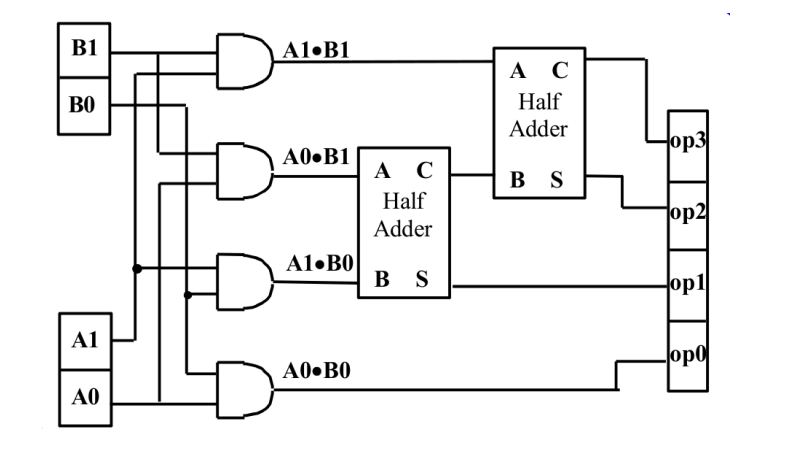 B1
B0
A1
A0
A1●B1
A0●B1
A1●B0
A0●B0
A C
Half
Adder
B S
A C
Half
Adder
B S
op3
op2
op1
op0